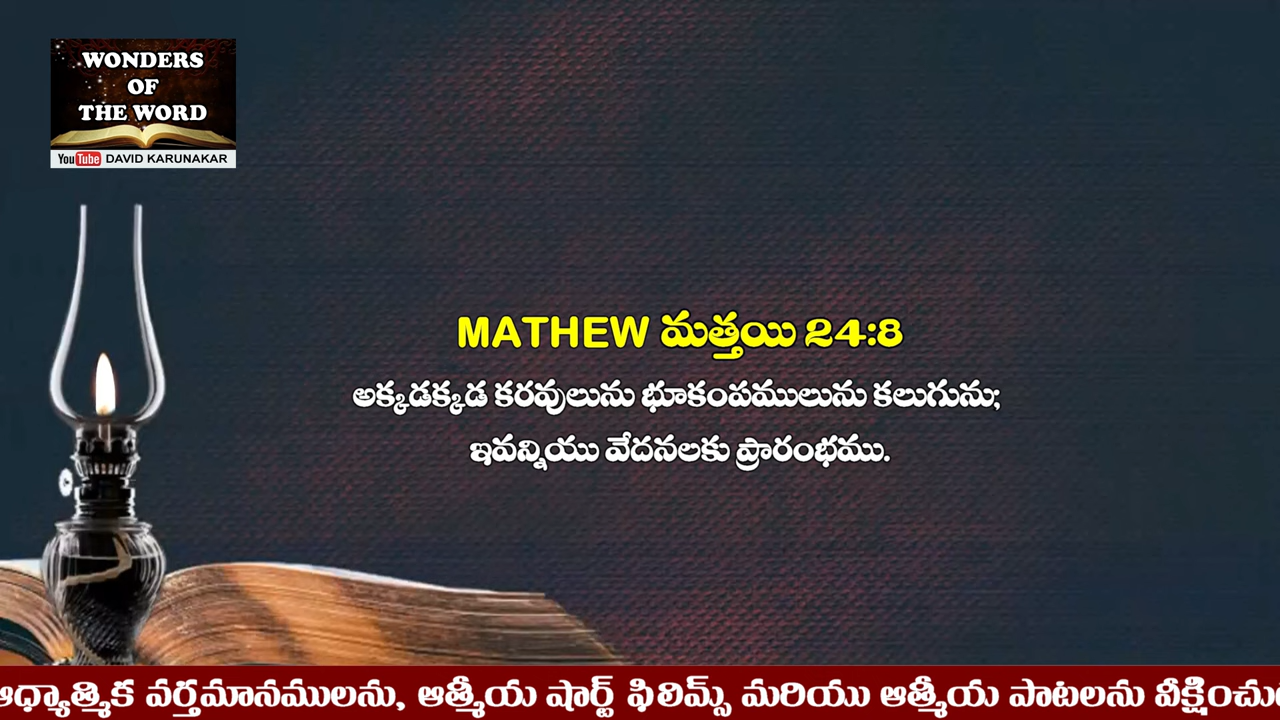 WONDERS
OF
THE WORD
YouTube DAVID KARUNAKAR
MATHEW మత్తయి 24:8
అక్కడక్కడ కరవులును భూకంపములును కలుగును;
ఇవన్నియు వేదనలకు ప్రారంభము.
ఆధ్యాత్మిక వర్తమానములను, ఆత్మీయ షార్ట్ ఫిలిమ్స్ మరియు ఆత్మీయ పాటలను